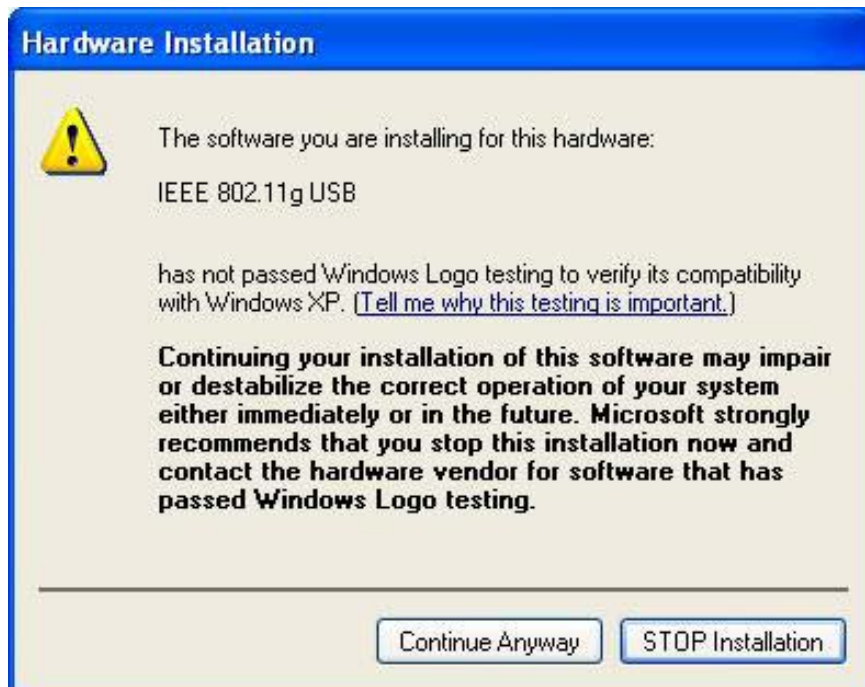 Hardware Installation
The software you are installing for this hardware:
IEEE 802.11g USB
has not passed Windows Logo testing to verify its compatibility
with Windows XP. (Tell me why this testing is important.)
Continuing your installation of this software may impair
or destabilize the correct operation of your system
either immediately or in the future. Microsoft strongly
recommends that you stop this installation now and
contact the hardware vendor for software that has
passed Windows Logo testing.
Continue Anyway
STOP Installation